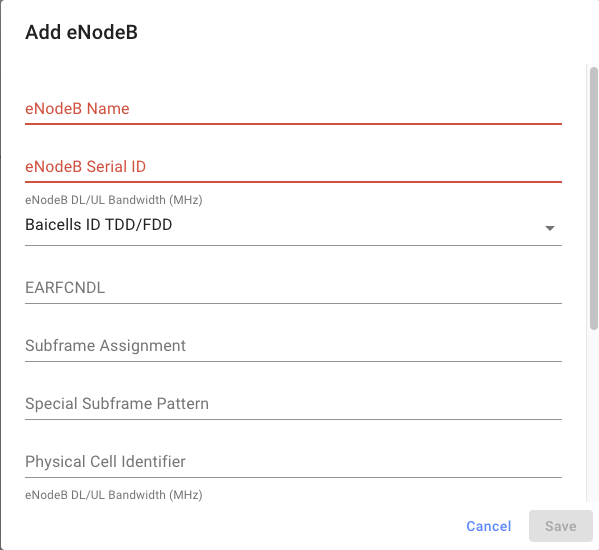 Add eNodeB
eNodeB Name
eNodeB Serial ID
eNodeB DL/UL Bandwidth (MHz)
Baicells ID TDD/FDD
EARFCNDL
Subframe Assignment
Special Subframe Pattern
Physical Cell Identifier
eNodeB DL/UL Bandwidth (MHz)
Cancel Save